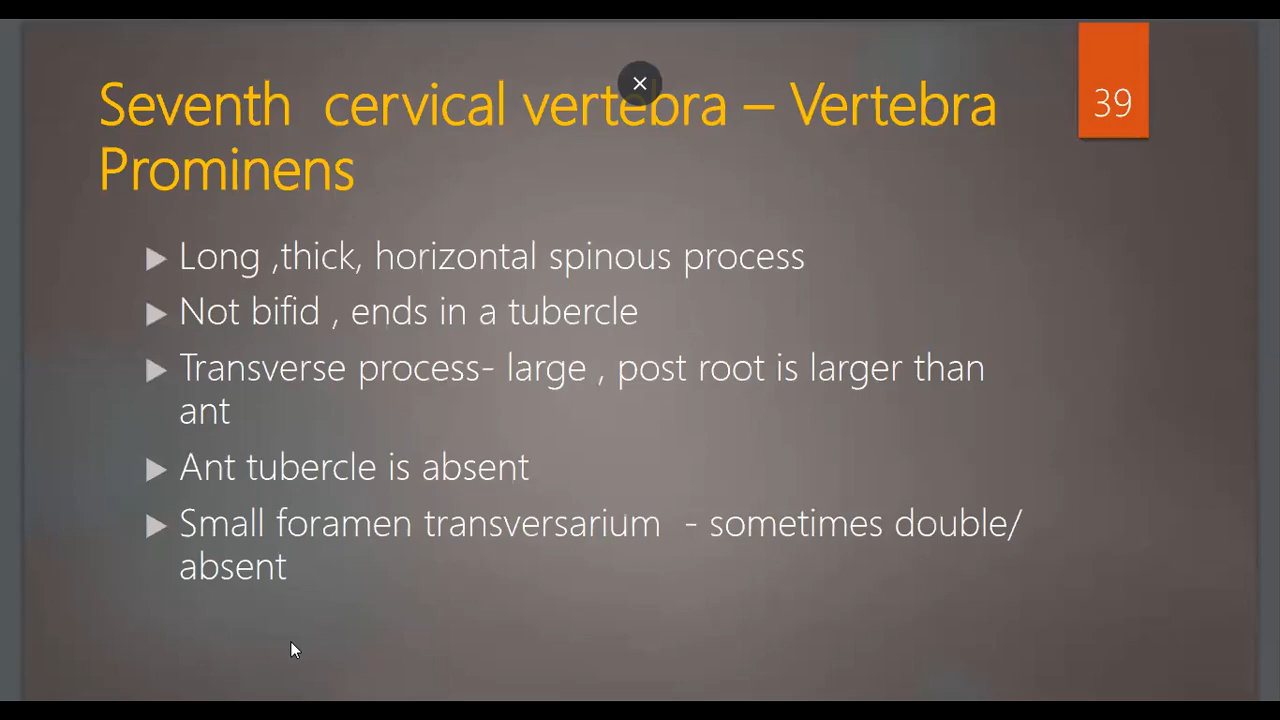 Seventh  cervical vertebra – Vertebra
Prominens
39
Long ,thick, horizontal spinous process
Not bifid , ends in a tubercle
Transverse process- large , post root is larger than
ant
Ant tubercle is absent
Small foramen transversarium  - sometimes double/
absent